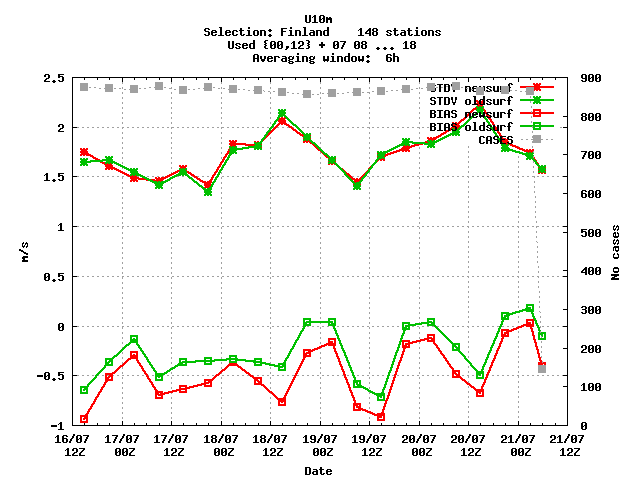 U10m
Selection: Finland 148 stations
Used {00,12} + 07 08 ... 18
Averaging window: 6h
STDV newsurf
STDV oldsurf
BIAS newsurf
BIAS oldsurf
CASES
2.5
2
1.5
1
0.5
0
-0.5
-1
m/s
900
800
700
600
500
400
300
200
100
0
No cases
16/07 17/07 17/07 18/07 18/07 19/07 19/07 20/07 20/07 21/07 21/07
12Z 00Z 12Z 00Z 12Z 00Z 12Z 00Z 12Z 00Z 12Z
Date